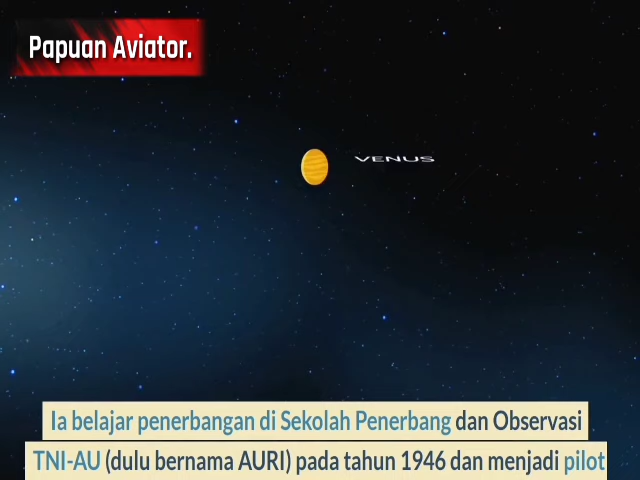 Papuan Aviator.
VENUS
Ia belajar penerbangan di Sekolah Penerbang dan Observasi
TNI-AU (dulu bernama AURI) pada tahun 1946 dan menjadi pilot